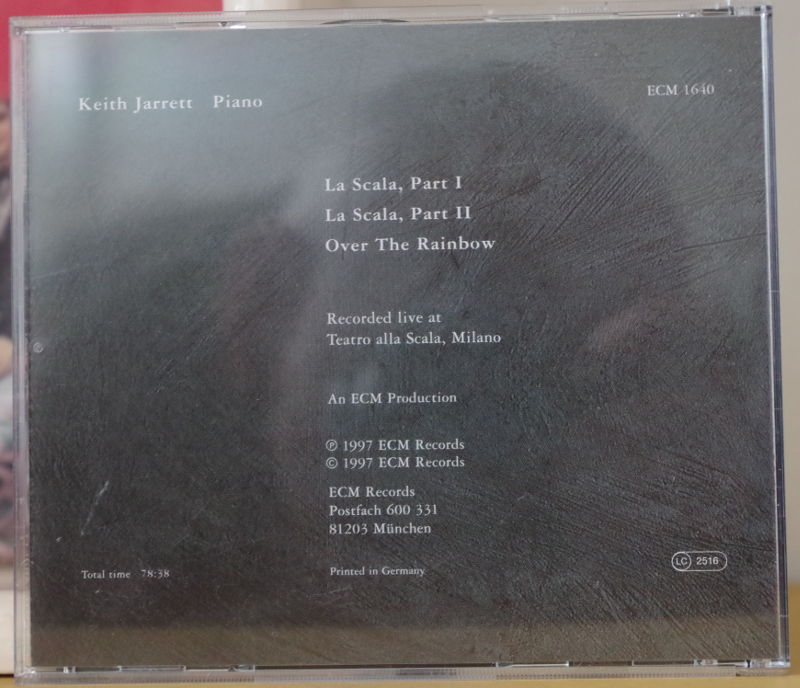 Keith Jarrett Piano
ECM 1640
La Scala, Part I
La Scala, Part II
Over The Rainbow
Recorded live at
Teatro alla Scala, Milano
An ECM Production
℗ 1997 ECM Records
© 1997 ECM Records
ECM Records
Postfach 600 331
81203 München
Total time 78:38
Printed in Germany
LC 2516